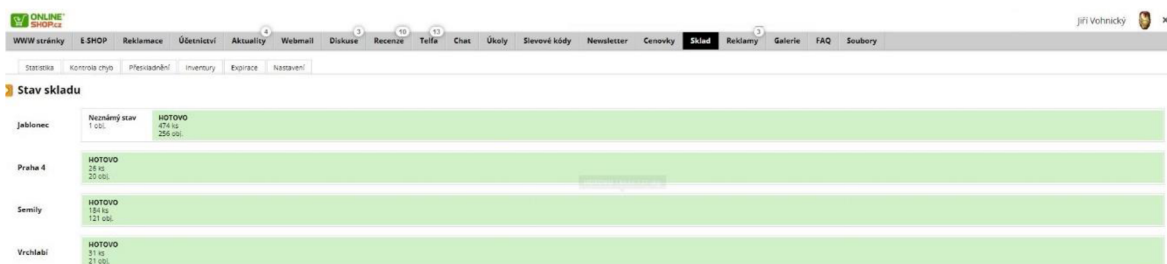 ONLINE
SHOP.cz
Jiří Vohnický x
4 3 10 13 3
WWW stránky E-SHOP Reklamace Účetnictví Aktuality Webmail Diskuse Recenze Telfa Chat Úkoly Slevové kódy Newsletter Cenovky Sklad Reklamy Galerie FAQ Soubory
Statistika Kontrola chyb Přeskladnění Inventury Expirace Nastavení
Stav skladu
Jablonec
Neznámý stav
1 obj.
HOTOVO
474 ks
256 obj.
Praha 4
HOTOVO
26 ks
20 obj.
Semily
HOTOVO
184 ks
121 obj.
Vrchlabí
HOTOVO
31 ks
21 obj.